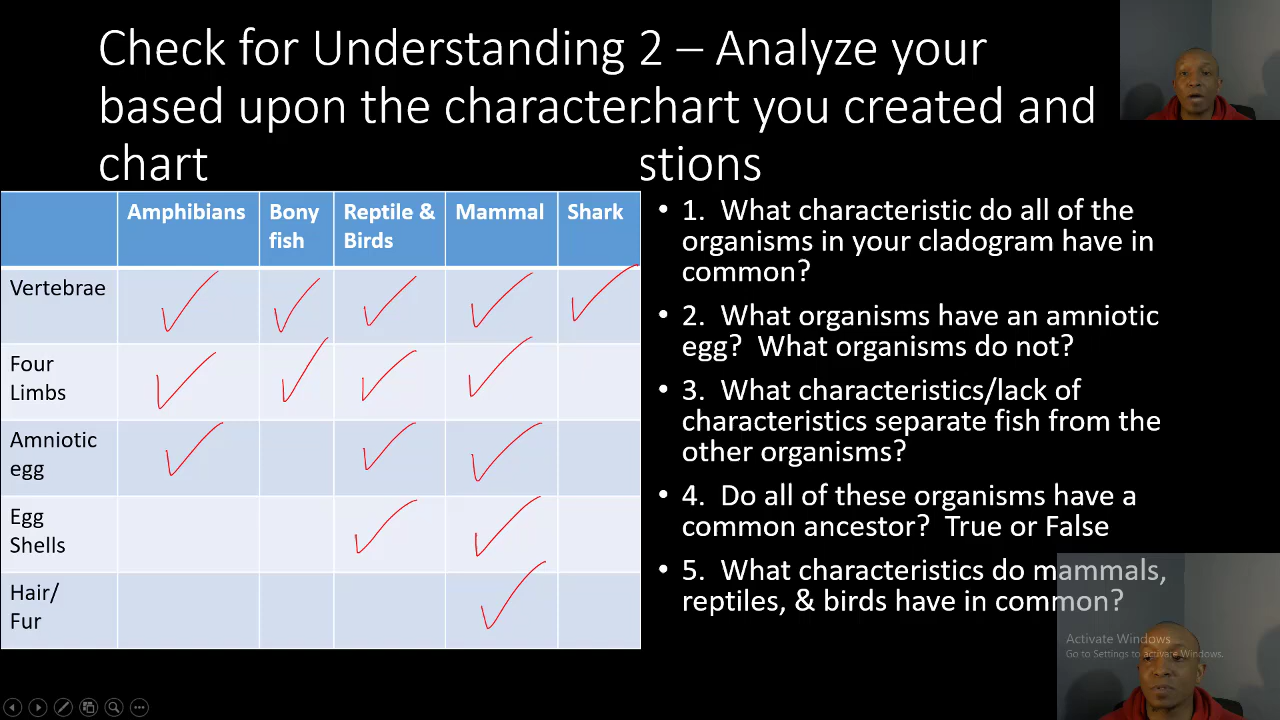 Check for Understanding 2 – Analyze your
based upon the character chart you created and
chart stions
Amphibians Bony fish Reptile & Birds Mammal Shark
Vertebrae
Four Limbs
Amniotic egg
Egg Shells
Hair/ Fur
• 1. What characteristic do all of the
organisms in your cladogram have in
common?
• 2. What organisms have an amniotic
egg? What organisms do not?
• 3. What characteristics/lack of
characteristics separate fish from the
other organisms?
• 4. Do all of these organisms have a
common ancestor? True or False
• 5. What characteristics do mammals,
reptiles, & birds have in common?
Activate Windows
Go to Settings to activate Windows.